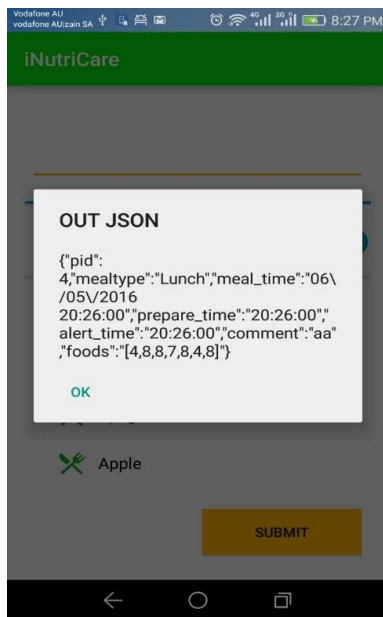 Vodafone AU
vodafone AU|zain SA
4G
2G
8:27 PM
iNutriCare
OUT JSON
{"pid":
4,"mealtype":"Lunch","meal_time":"06\
/05\/2016
20:26:00","prepare_time":"20:26:00","
alert_time":"20:26:00","comment":"aa"
,"foods":"[4,8,8,7,8,4,8]"}
OK
Apple
SUBMIT